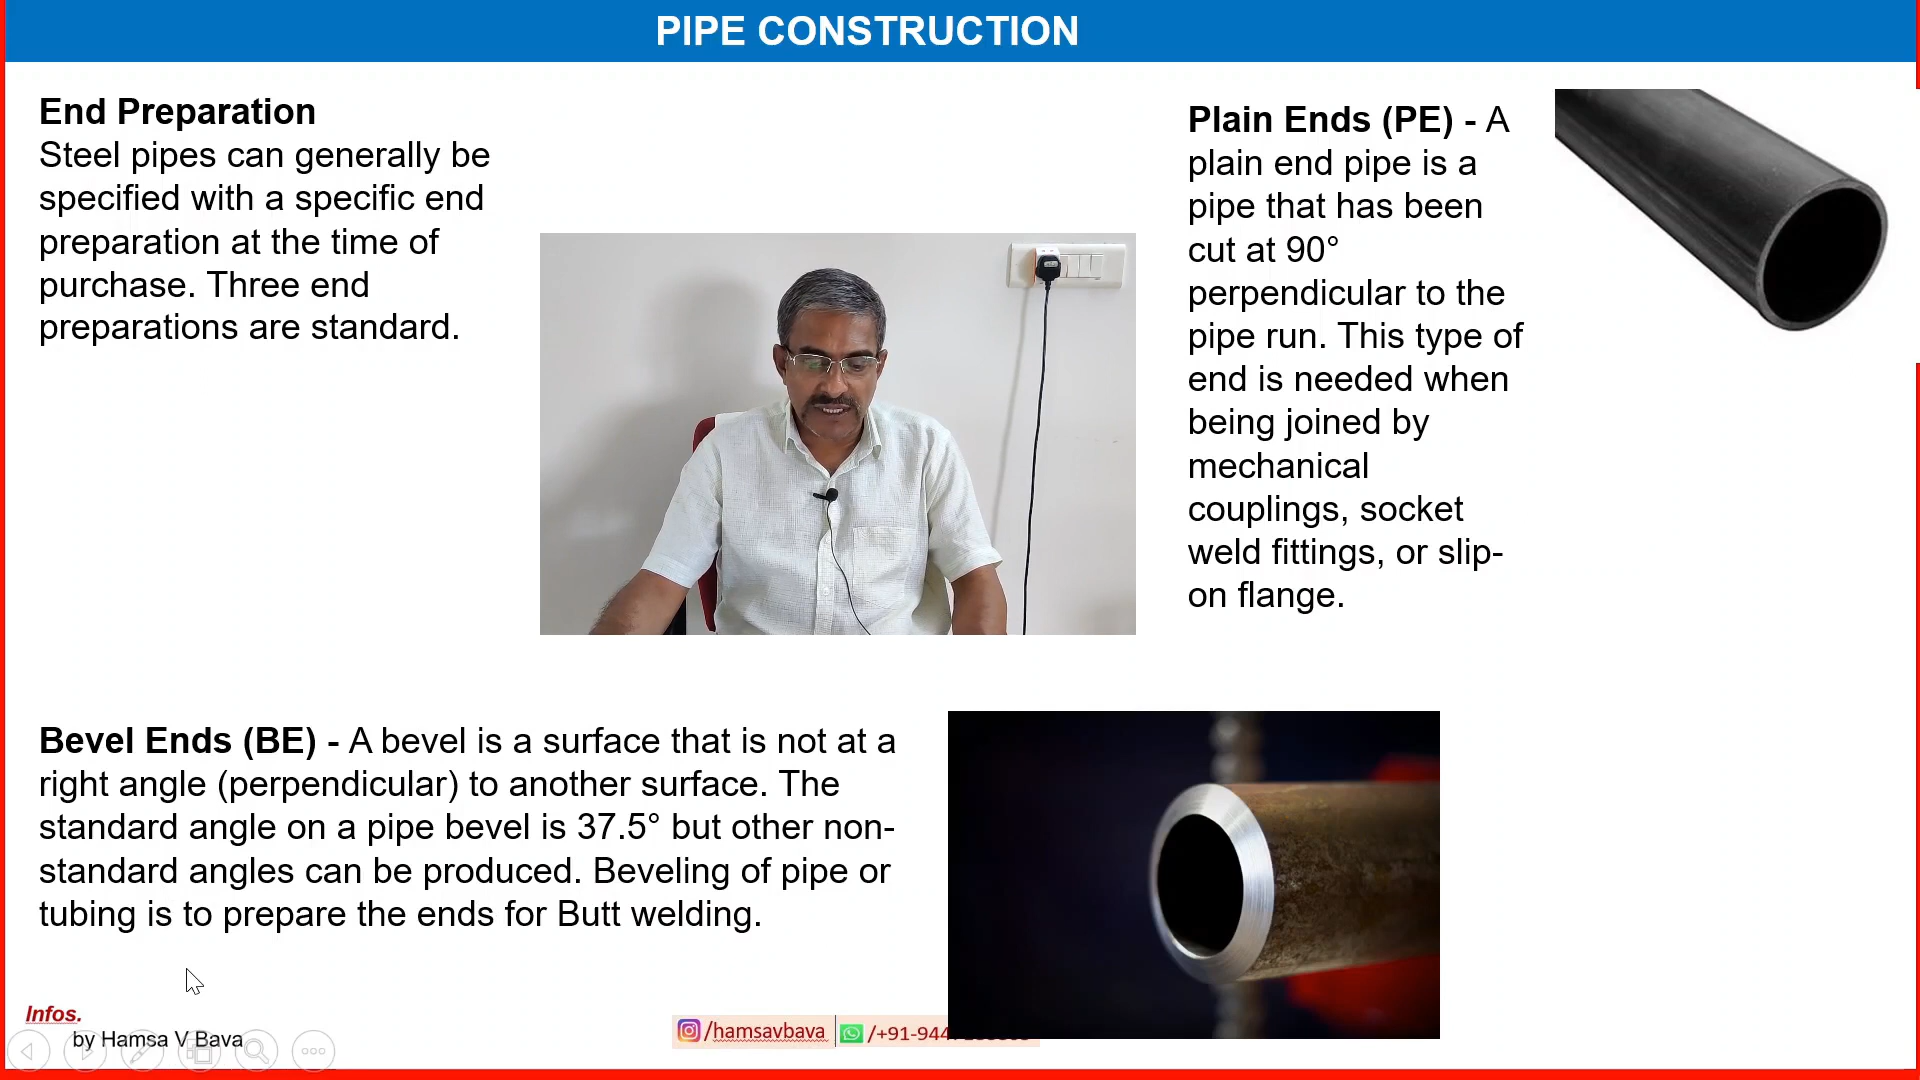 PIPE CONSTRUCTION
End Preparation
Steel pipes can generally be
specified with a specific end
preparation at the time of
purchase. Three end
preparations are standard.
Plain Ends (PE) - A
plain end pipe is a
pipe that has been
cut at 90°
perpendicular to the
pipe run. This type of
end is needed when
being joined by
mechanical
couplings, socket
weld fittings, or slip-
on flange.
Bevel Ends (BE) - A bevel is a surface that is not at a
right angle (perpendicular) to another surface. The
standard angle on a pipe bevel is 37.5° but other non-
standard angles can be produced. Beveling of pipe or
tubing is to prepare the ends for Butt welding.
Infos.
by Hamsa V Bava
/hamsavbava /+91-944